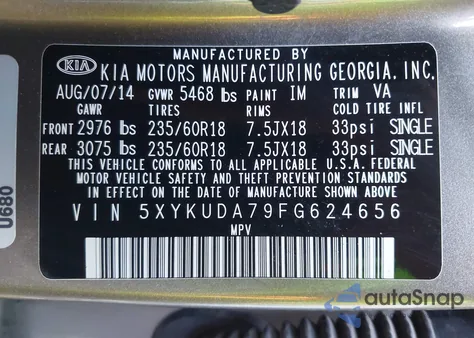 MANUFACTURED BY
KIA KIA MOTORS MANUFACTURING GEORGIA, INC.
AUG/07/14 GVWR 5468 lbs PAINT IM TRIM VA
GAWR TIRES RIMS COLD TIRE INFL
FRONT 2976 lbs 235/60R18 7.5JX18 33psi SINGLE
REAR 3075 lbs 235/60R18 7.5JX18 33psi SINGLE
THIS VEHICLE CONFORMS TO ALL APPLICABLE U.S.A. FEDERAL
MOTOR VEHICLE SAFETY AND THEFT PREVENTION STANDARDS
IN EFFECT ON THE DATE OF MANUFACTURE SHOWN ABOVE.
VIN 5XYKUDA79FG624656
MPV
U680
autoSnap